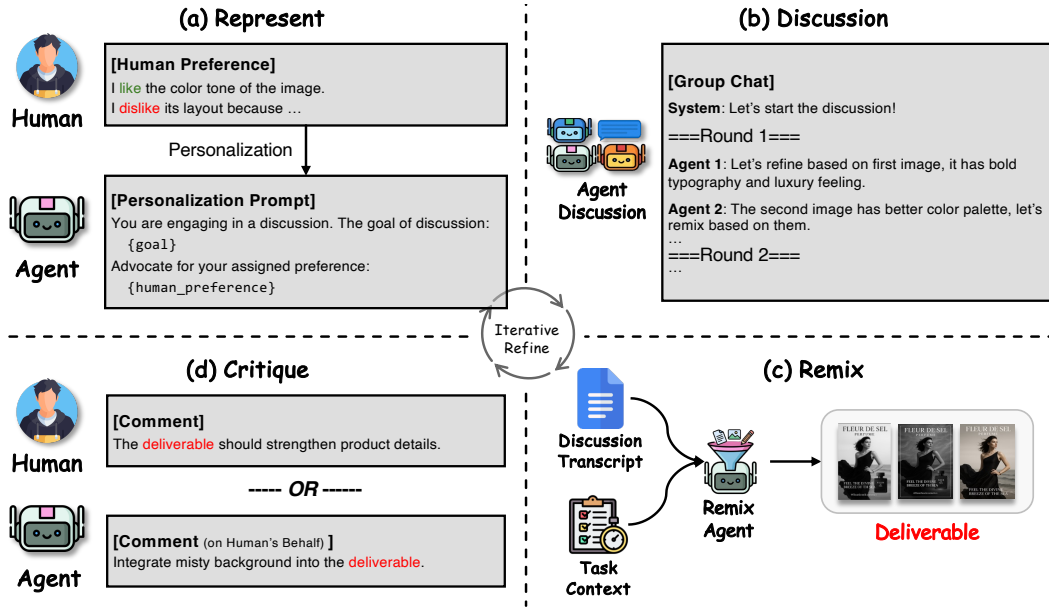 (a) Represent
Human
[Human Preference]
I like the color tone of the image.
I dislike its layout because …
Personalization
Agent
[Personalization Prompt]
You are engaging in a discussion. The goal of discussion:
{goal}
Advocate for your assigned preference:
{human_preference}
(b) Discussion
Agent
Discussion
[Group Chat]
System: Let's start the discussion!
===Round 1===
Agent 1: Let's refine based on first image, it has bold
typography and luxury feeling.
Agent 2: The second image has better color palette, let's
remix based on them.
…
===Round 2===
…
Iterative
Refine
(d) Critique
Human
[Comment]
The deliverable should strengthen product details.
----- OR ------
Agent
[Comment (on Human's Behalf) ]
Integrate misty background into the deliverable.
(c) Remix
Discussion
Transcript
Task
Context
Remix
Agent
FLEUR DE SEL
FLEUR DE SEL
FLEUR DE SEL
Deliverable